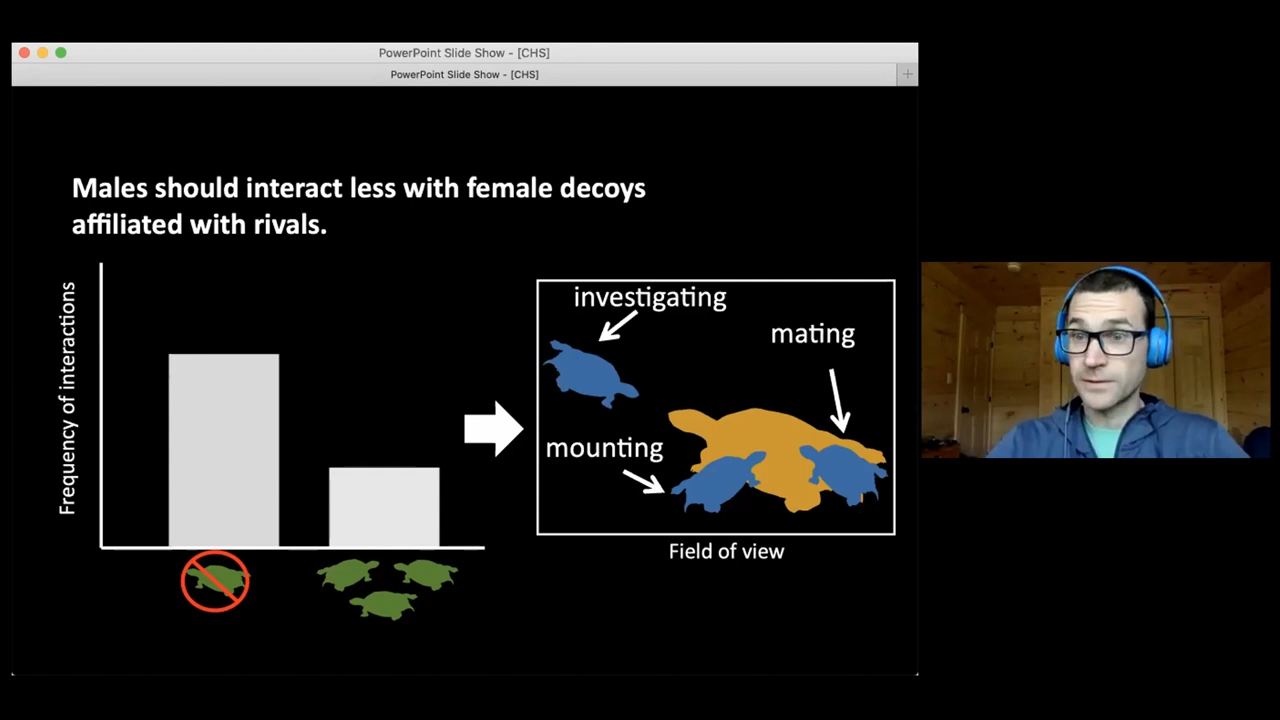 PowerPoint Slide Show - [CHS]
PowerPoint Slide Show - [CHS]
Males should interact less with female decoys
affiliated with rivals.
Frequency of interactions
investigating
mating
mounting
Field of view